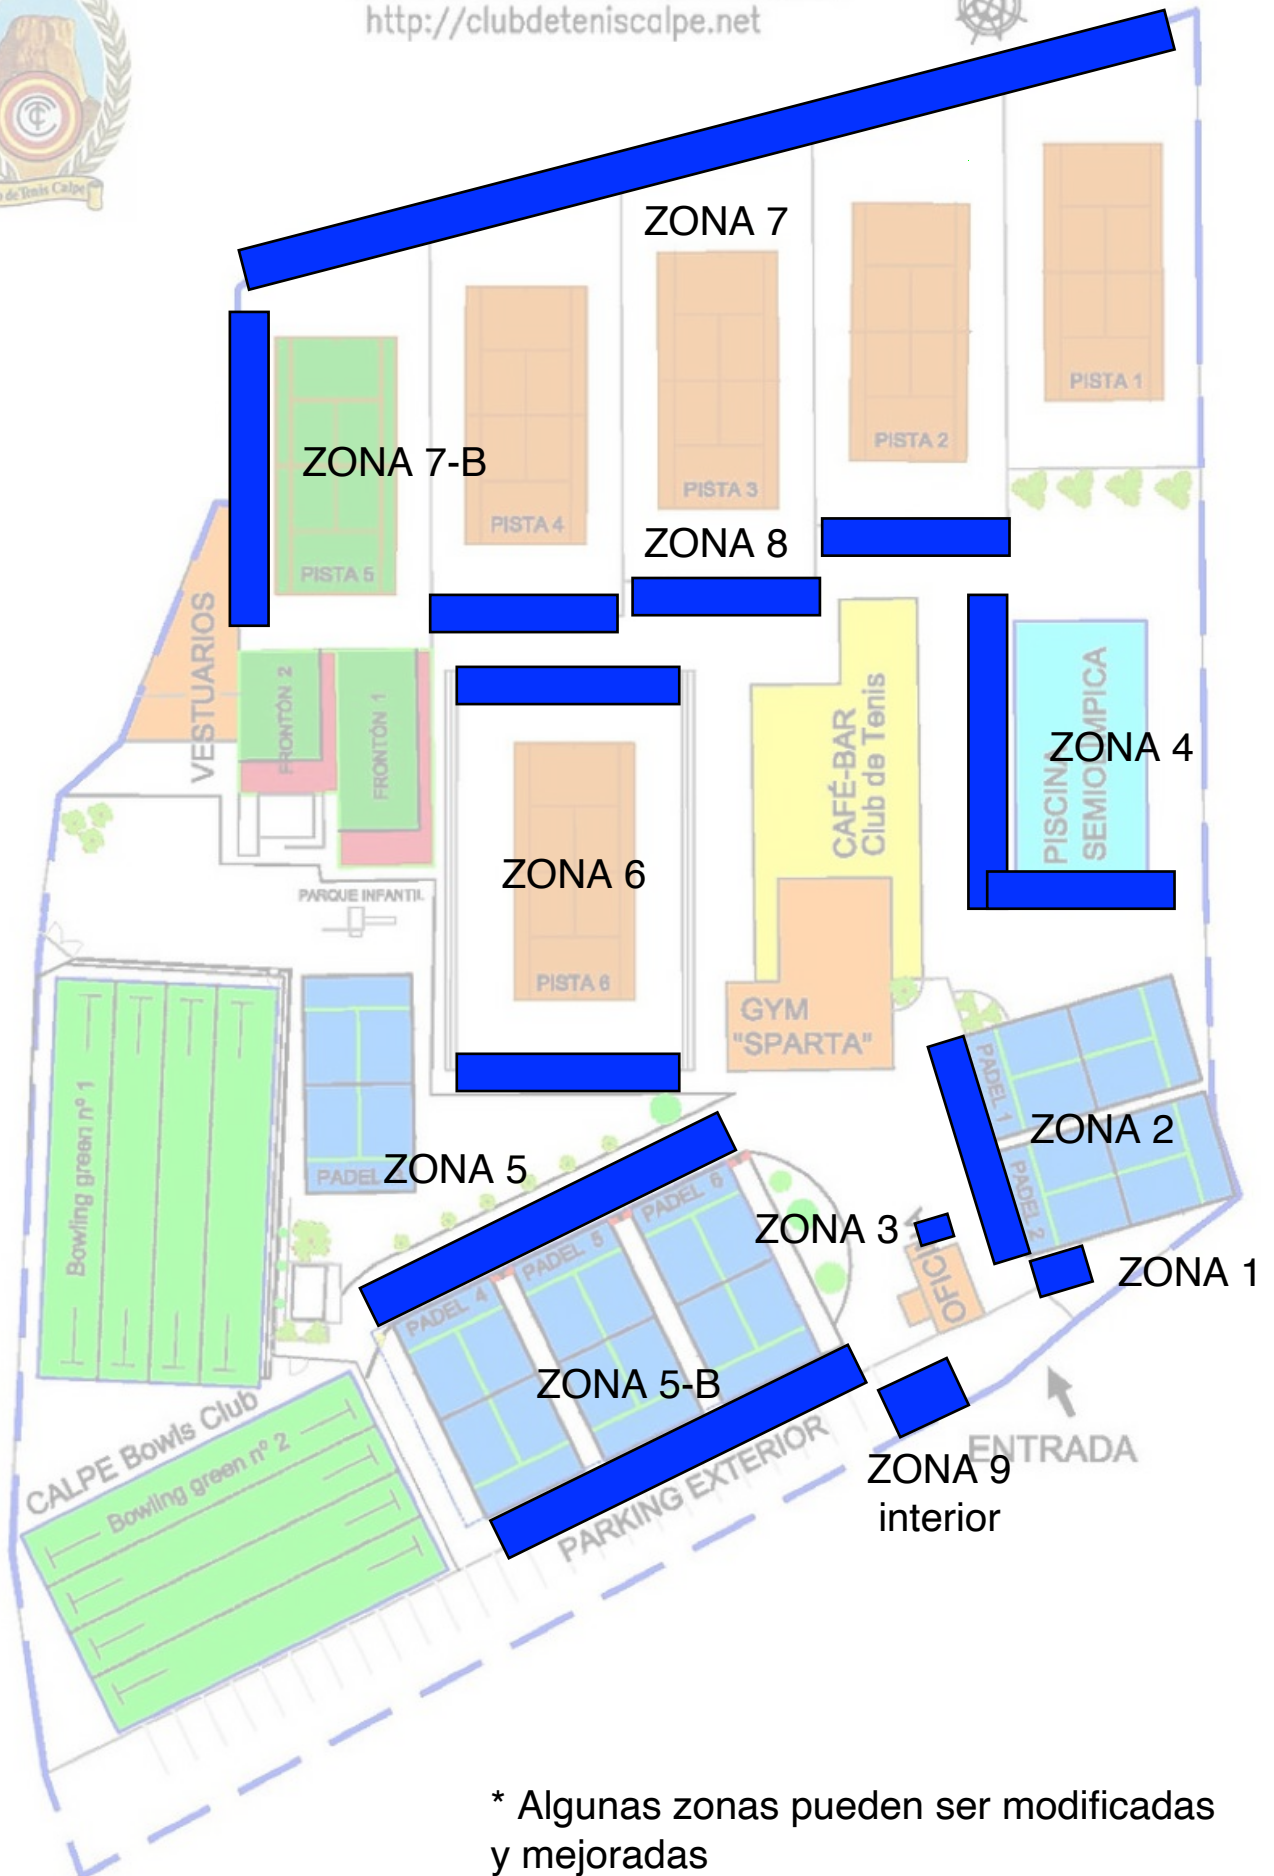 http://clubdeteniscalpe.net
de Tenis Calpe
ZONA 7
PISTA 1
PISTA 2
ZONA 7-B
PISTA 3
PISTA 4
ZONA 8
PISTA 5
VESTUARIOS
FRONTÓN 2
FRONTÓN 1
CAFÉ-BAR
Club de Tenis
PISCINA
SEMIOLIMPICA
ZONA 4
ZONA 6
PARQUE INFANTIL
PISTA 6
GYM
"SPARTA"
Bowling green nº 1
PADEL 1
ZONA 2
PADEL 2
PADEL
ZONA 5
PADEL 6
ZONA 3
PADEL 5
ZONA 1
PADEL 4
ZONA 5-B
CALPE Bowls Club
Bowling green nº 2
PARKING EXTERIOR
ENTRADA
ZONA 9
interior
* Algunas zonas pueden ser modificadas
y mejoradas